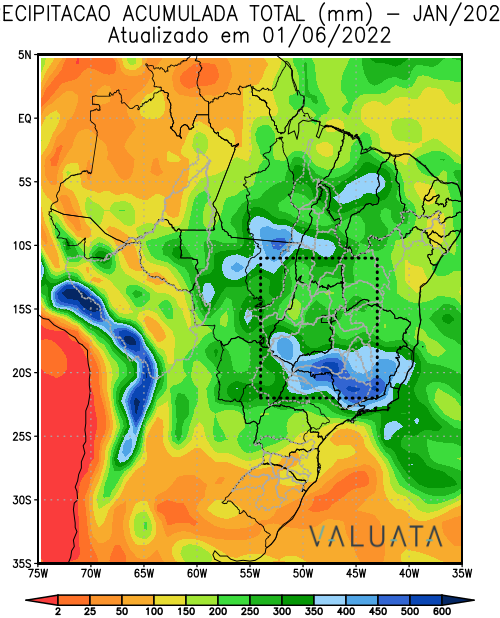 ECIPITACAO ACUMULADA TOTAL (mm) – JAN/202
Atualizado em 01/06/2022
5N
EQ
5S
10S
15S
20S
25S
30S
35S
75W 70W 65W 60W 55W 50W 45W 40W 35W
VALUATA
2 25 50 100 150 200 250 300 350 400 450 500 600